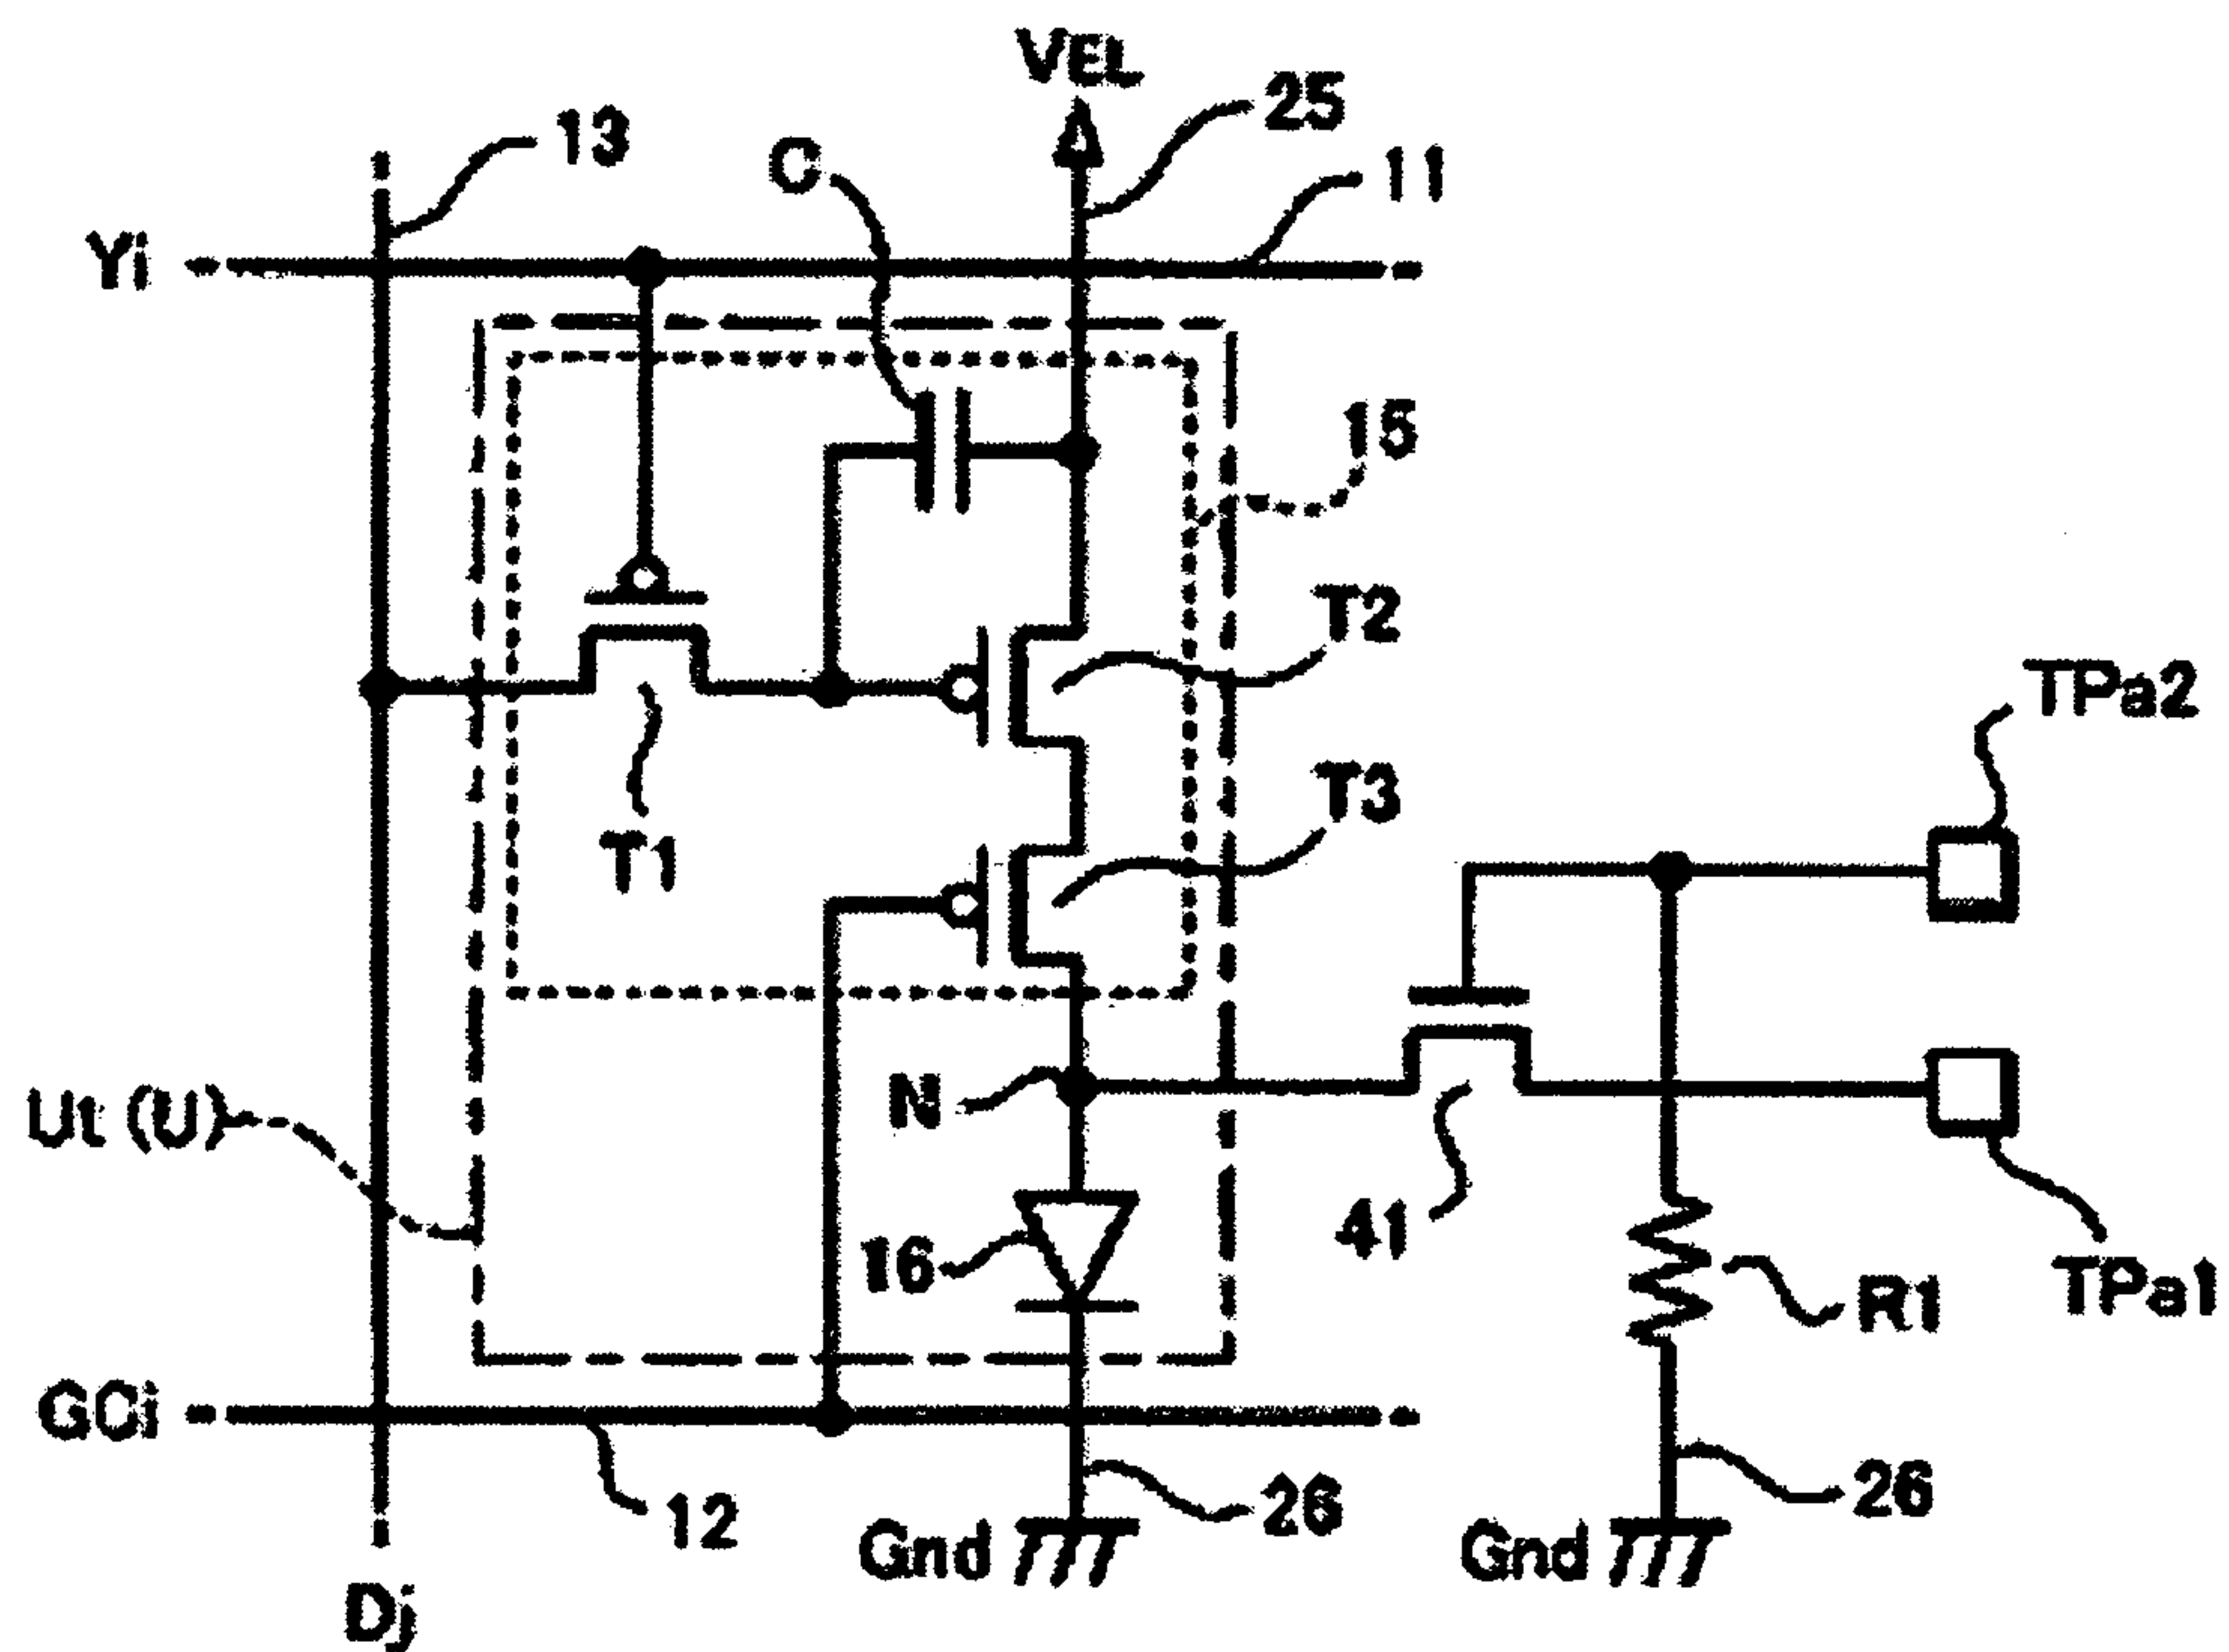 VEL
25
13
C
11
Yi
15
T2
TPa2
T3
T1
N
Ut (U)
41
16
R1
TPa1
GCi
12
26
26
Gnd
Gnd
Dj